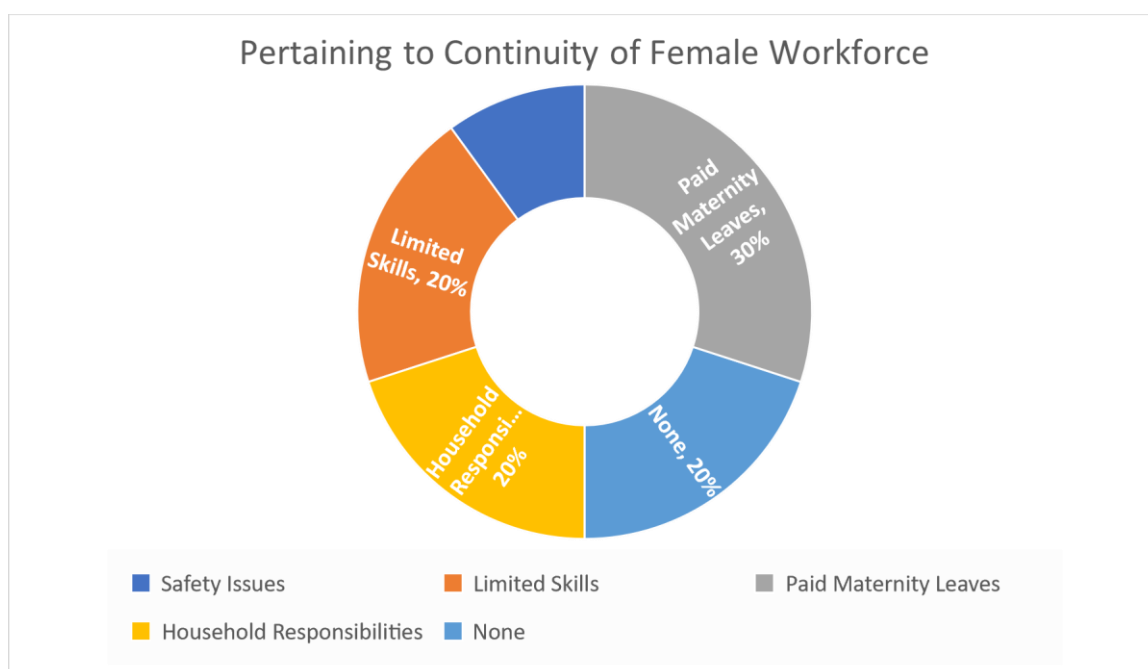 Pertaining to Continuity of Female Workforce
Paid
Maternity
Leaves,
30%
Limited
Skills, 20%
Household
Responsi...
20%
None, 20%
Safety Issues
Limited Skills
Paid Maternity Leaves
Household Responsibilities
None